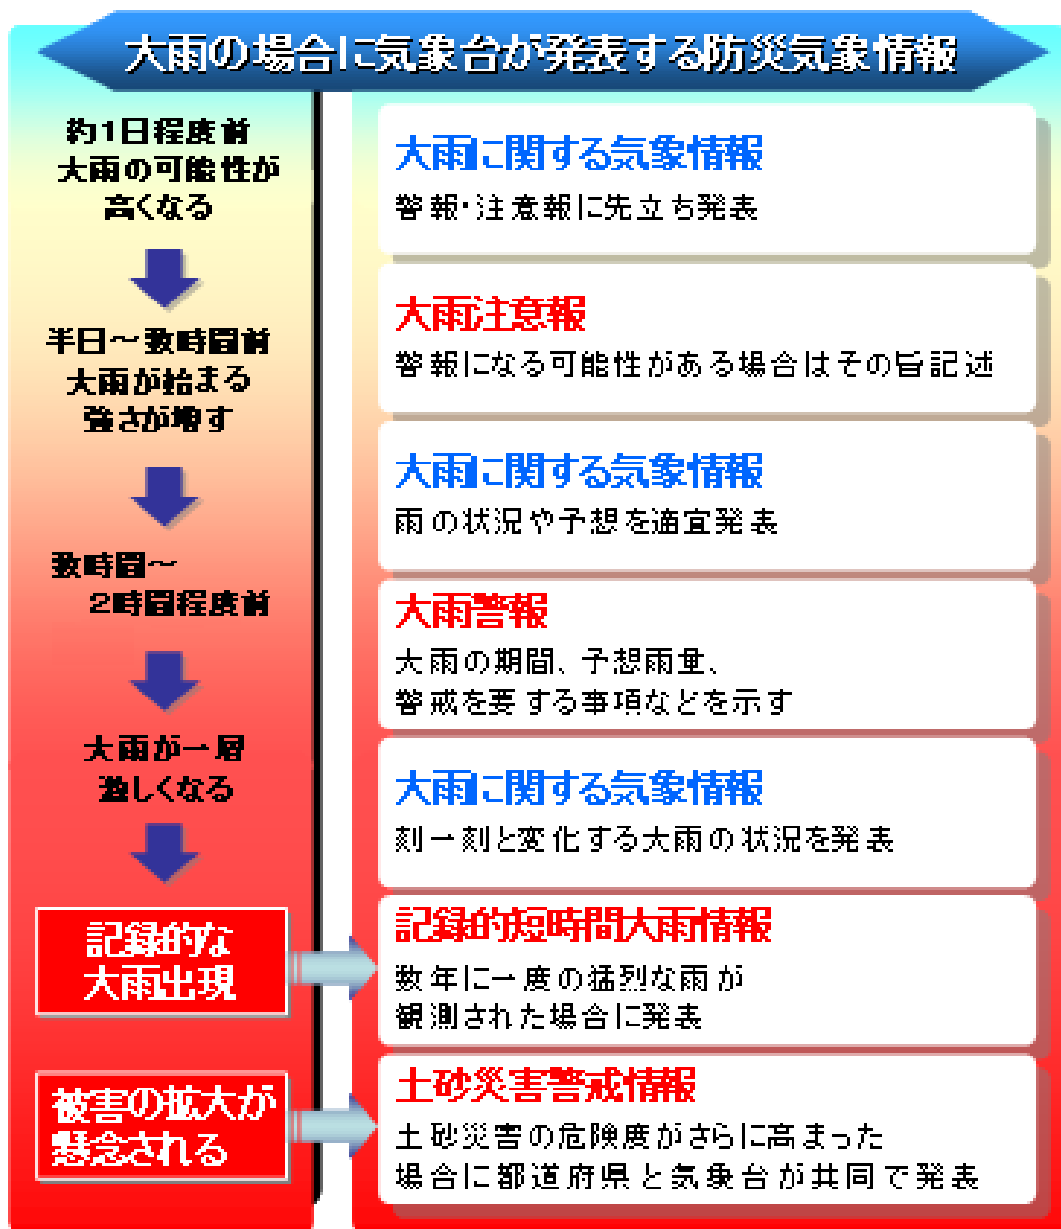 大雨の場合に気象台が発表する防災気象情報
約1日程度前
大雨の可能性が
高くなる
半日～数時間前
大雨が始まる
強さが増す
数時間～
2時間程度前
大雨が一層
激しくなる
記録的な
大雨出現
被害の拡大が
懸念される
大雨に関する気象情報
警報・注意報に先立ち発表
大雨注意報
警報になる可能性がある場合はその旨記述
大雨に関する気象情報
雨の状況や予想を適宜発表
大雨警報
大雨の期間、予想雨量、
警戒を要する事項などを示す
大雨に関する気象情報
刻一刻と変化する大雨の状況を発表
記録的短時間大雨情報
数年に一度の猛烈な雨が
観測された場合に発表
土砂災害警戒情報
土砂災害の危険度がさらに高まった
場合に都道府県と気象台が共同で発表